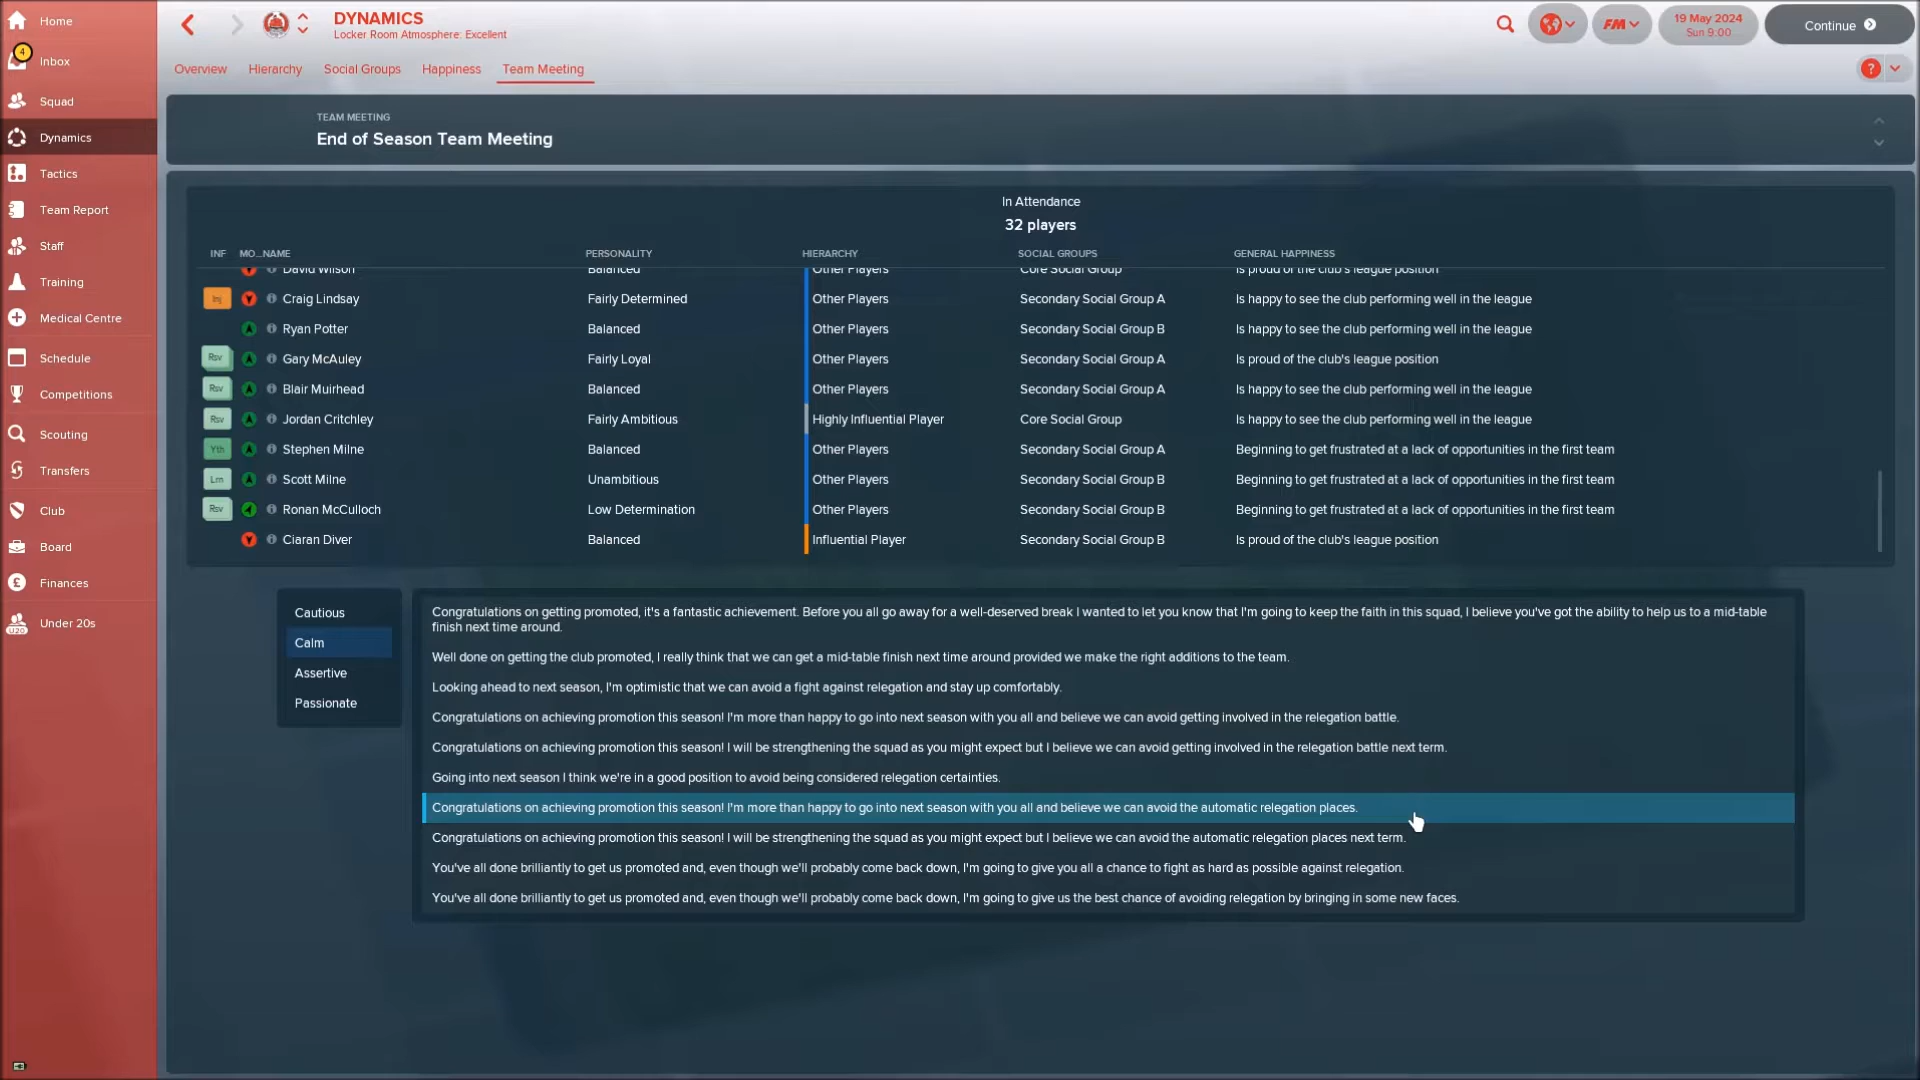 Home
4
Inbox
Squad
Dynamics
Tactics
Team Report
Staff
Training
Medical Centre
Schedule
Competitions
Scouting
Transfers
Club
Board
Finances
U20
Under 20s
DYNAMICS
Locker Room Atmosphere: Excellent
FM
19 May 2024
Sun 9:00
Continue
Overview
Hierarchy
Social Groups
Happiness
Team Meeting
?
TEAM MEETING
End of Season Team Meeting
In Attendance
32 players
INF MO...NAME PERSONALITY HIERARCHY SOCIAL GROUPS GENERAL HAPPINESS
David Wilson Balanced Other Players Core Social Group Is proud of the club's league position
Inj Craig Lindsay Fairly Determined Other Players Secondary Social Group A Is happy to see the club performing well in the league
Ryan Potter Balanced Other Players Secondary Social Group B Is happy to see the club performing well in the league
Rsv Gary McAuley Fairly Loyal Other Players Secondary Social Group A Is proud of the club's league position
Rsv Blair Muirhead Balanced Other Players Secondary Social Group A Is happy to see the club performing well in the league
Rsv Jordan Critchley Fairly Ambitious Highly Influential Player Core Social Group Is happy to see the club performing well in the league
Yth Stephen Milne Balanced Other Players Secondary Social Group A Beginning to get frustrated at a lack of opportunities in the first team
Lrn Scott Milne Unambitious Other Players Secondary Social Group B Beginning to get frustrated at a lack of opportunities in the first team
Rsv Ronan McCulloch Low Determination Other Players Secondary Social Group B Beginning to get frustrated at a lack of opportunities in the first team
Ciaran Diver Balanced Influential Player Secondary Social Group B Is proud of the club's league position
Cautious
Calm
Assertive
Passionate
Congratulations on getting promoted, it's a fantastic achievement. Before you all go away for a well-deserved break I wanted to let you know that I'm going to keep the faith in this squad, I believe you've got the ability to help us to a mid-table
finish next time around.
Well done on getting the club promoted, I really think that we can get a mid-table finish next time around provided we make the right additions to the team.
Looking ahead to next season, I'm optimistic that we can avoid a fight against relegation and stay up comfortably.
Congratulations on achieving promotion this season! I'm more than happy to go into next season with you all and believe we can avoid getting involved in the relegation battle.
Congratulations on achieving promotion this season! I will be strengthening the squad as you might expect but I believe we can avoid getting involved in the relegation battle next term.
Going into next season I think we're in a good position to avoid being considered relegation certainties.
Congratulations on achieving promotion this season! I'm more than happy to go into next season with you all and believe we can avoid the automatic relegation places.
Congratulations on achieving promotion this season! I will be strengthening the squad as you might expect but I believe we can avoid the automatic relegation places next term.
You've all done brilliantly to get us promoted and, even though we'll probably come back down, I'm going to give you all a chance to fight as hard as possible against relegation.
You've all done brilliantly to get us promoted and, even though we'll probably come back down, I'm going to give us the best chance of avoiding relegation by bringing in some new faces.